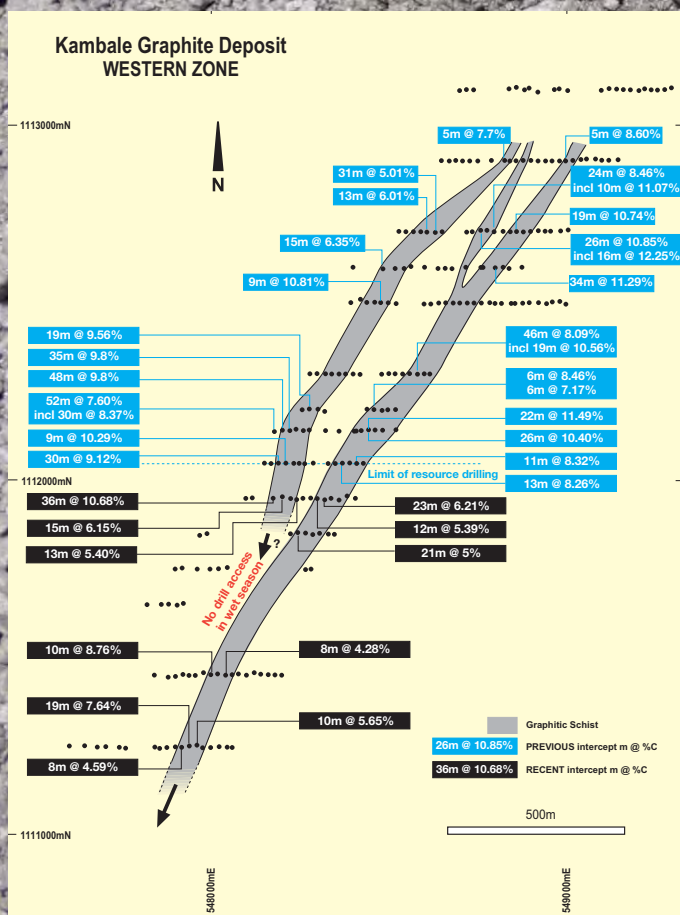 Kambale Graphite Deposit
WESTERN ZONE
1113000mN
N
5m @ 7.7%
5m @ 8.60%
31m @ 5.01%
24m @ 8.46%
incl 10m @ 11.07%
13m @ 6.01%
19m @ 10.74%
15m @ 6.35%
26m @ 10.85%
incl 16m @ 12.25%
9m @ 10.81%
34m @ 11.29%
19m @ 9.56%
46m @ 8.09%
incl 19m @ 10.56%
35m @ 9.8%
48m @ 9.8%
6m @ 8.46%
6m @ 7.17%
52m @ 7.60%
incl 30m @ 8.37%
22m @ 11.49%
9m @ 10.29%
26m @ 10.40%
30m @ 9.12%
11m @ 8.32%
Limit of resource drilling
1112000mN
13m @ 8.26%
36m @ 10.68%
23m @ 6.21%
15m @ 6.15%
12m @ 5.39%
13m @ 5.40%
?
21m @ 5%
No drill access
in wet season
10m @ 8.76%
8m @ 4.28%
19m @ 7.64%
10m @ 5.65%
8m @ 4.59%
Graphitic Schist
26m @ 10.85% PREVIOUS intercept m @ %C
36m @ 10.68% RECENT intercept m @ %C
500m
1111000mN
548000mE
549000mE